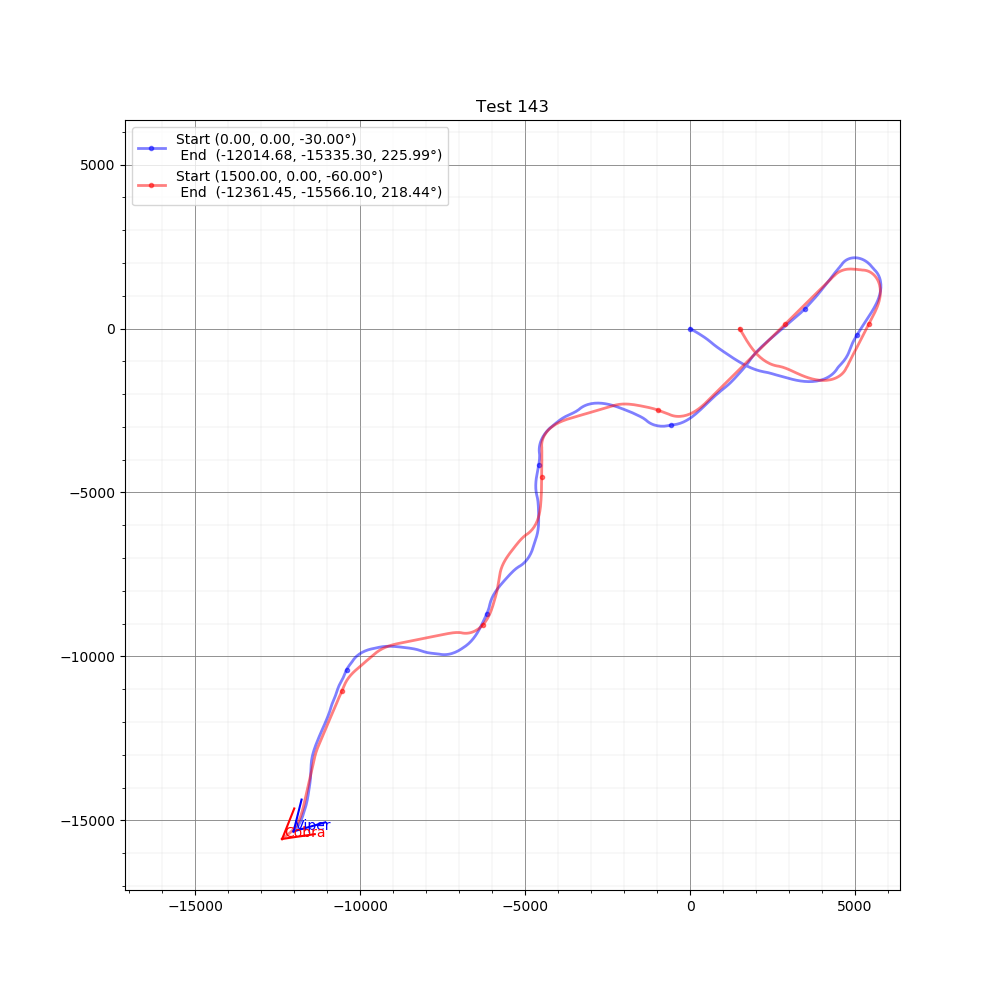 Test 143
Start (0.00, 0.00, -30.00°)
End (-12014.68, -15335.30, 225.99°)
Start (1500.00, 0.00, -60.00°)
End (-12361.45, -15566.10, 218.44°)
5000
0
−5000
−10000
−15000
Viper
Cobra
−15000 −10000 −5000 0 5000